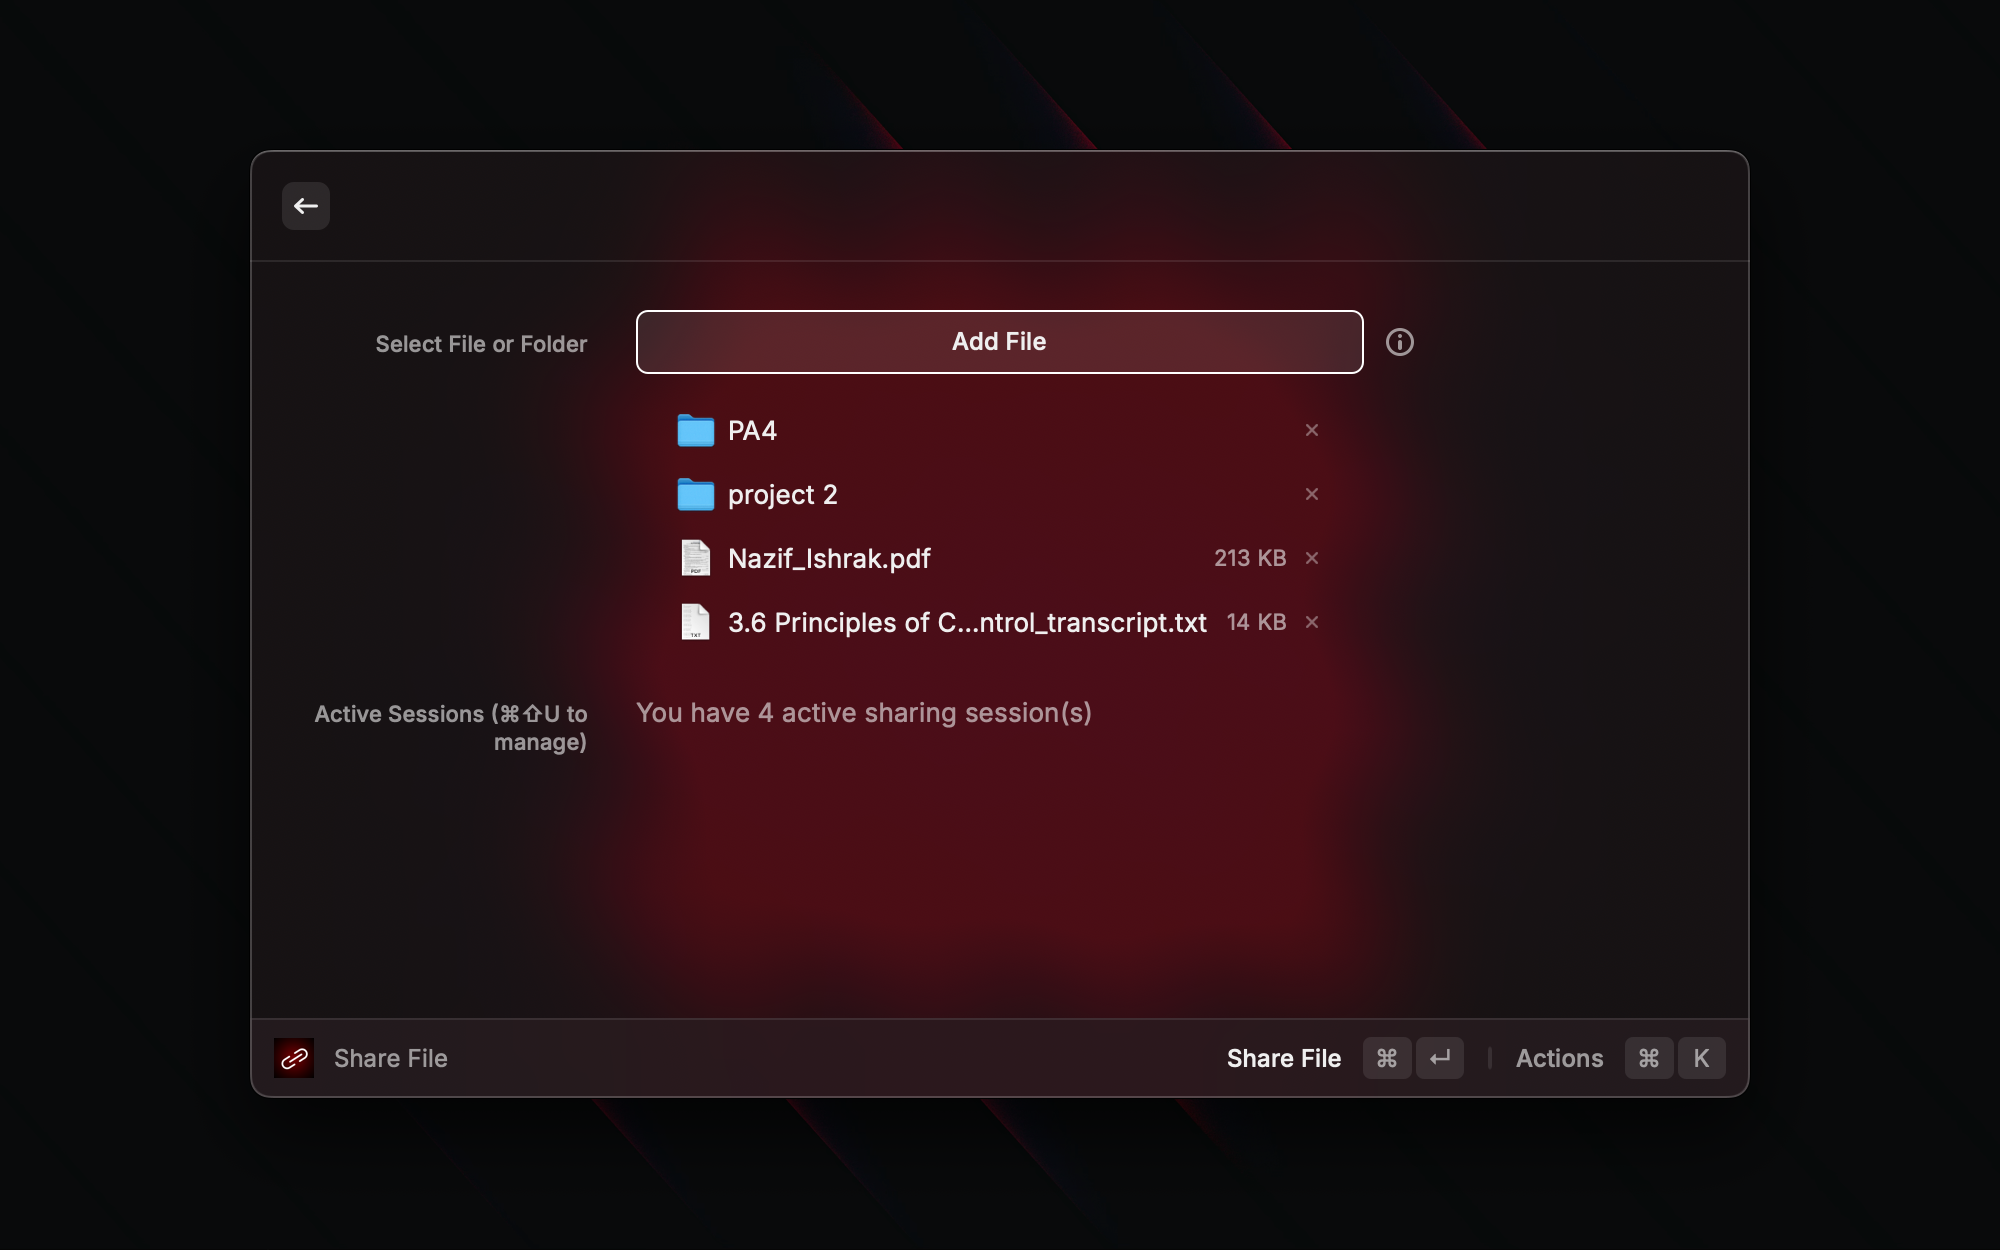 Select File or Folder
Add File
PA4
project 2
Nazif_Ishrak.pdf 213 KB
3.6 Principles of C...ntrol_transcript.txt 14 KB
Active Sessions (⌘⇧U to
manage)
You have 4 active sharing session(s)
Share File
Share File ⌘ ↵ Actions ⌘ K